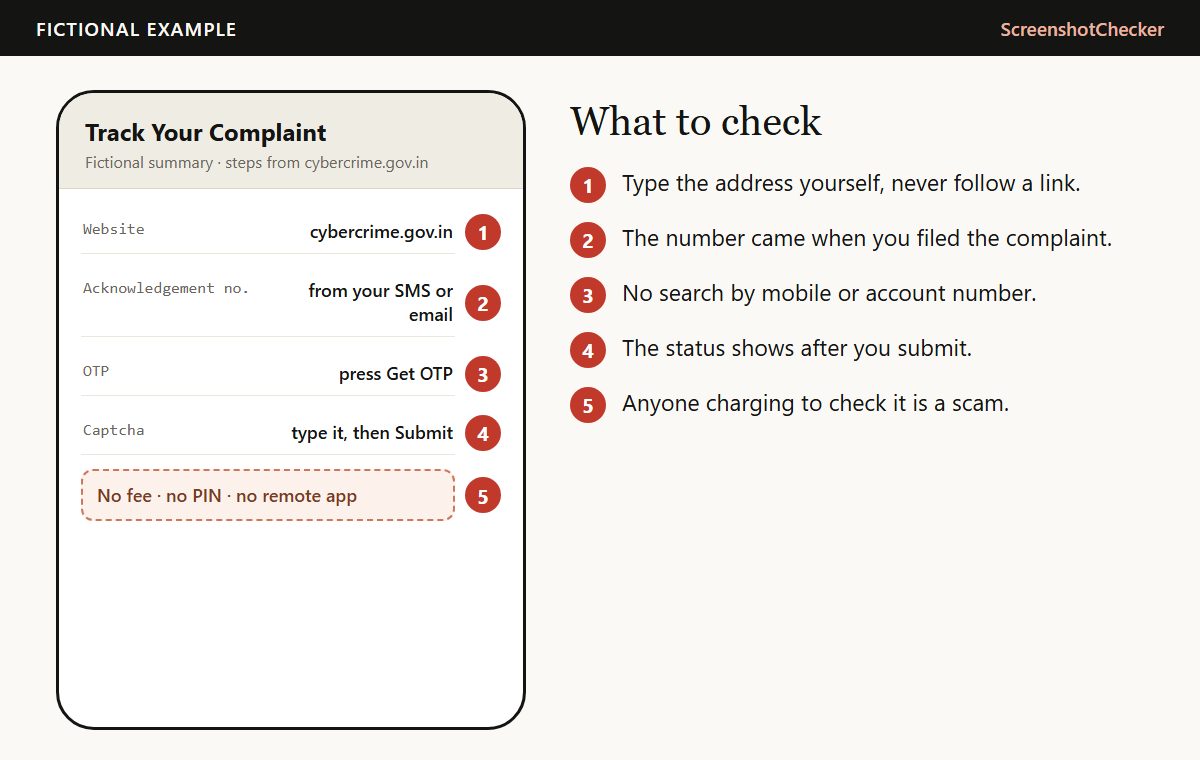 FICTIONAL EXAMPLE
ScreenshotChecker
Track Your Complaint
Fictional summary · steps from cybercrime.gov.in
Website
cybercrime.gov.in
1
Acknowledgement no.
from your SMS or
email
2
OTP
press Get OTP
3
Captcha
type it, then Submit
4
No fee · no PIN · no remote app
5
What to check
1 Type the address yourself, never follow a link.
2 The number came when you filed the complaint.
3 No search by mobile or account number.
4 The status shows after you submit.
5 Anyone charging to check it is a scam.